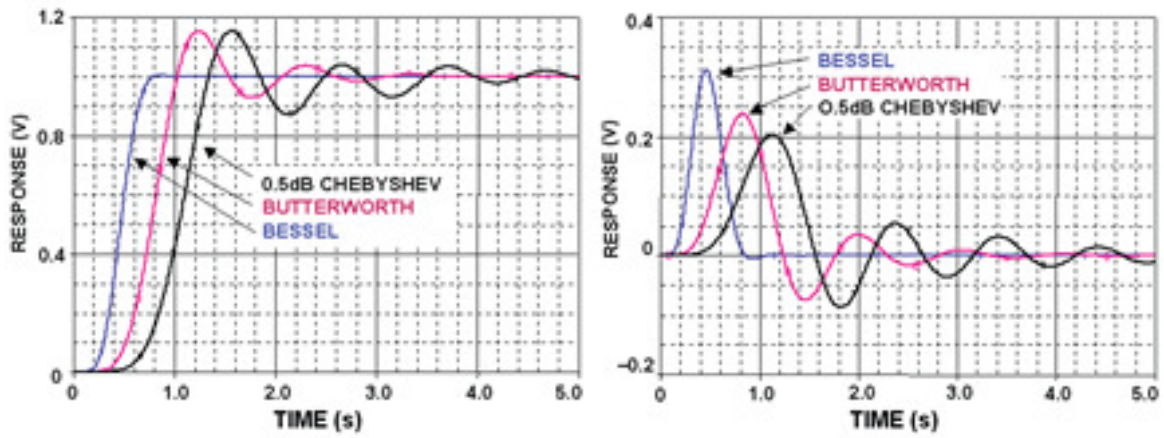 1.2
0.8
0.4
0
RESPONSE (V)
0.5dB CHEBYSHEV
BUTTERWORTH
BESSEL
0 1.0 2.0 3.0 4.0 5.0
TIME (s)
0.4
0.2
0
–0.2
RESPONSE (V)
BESSEL
BUTTERWORTH
O.5dB CHEBYSHEV
0 1.0 2.0 3.0 4.0 5.0
TIME (s)